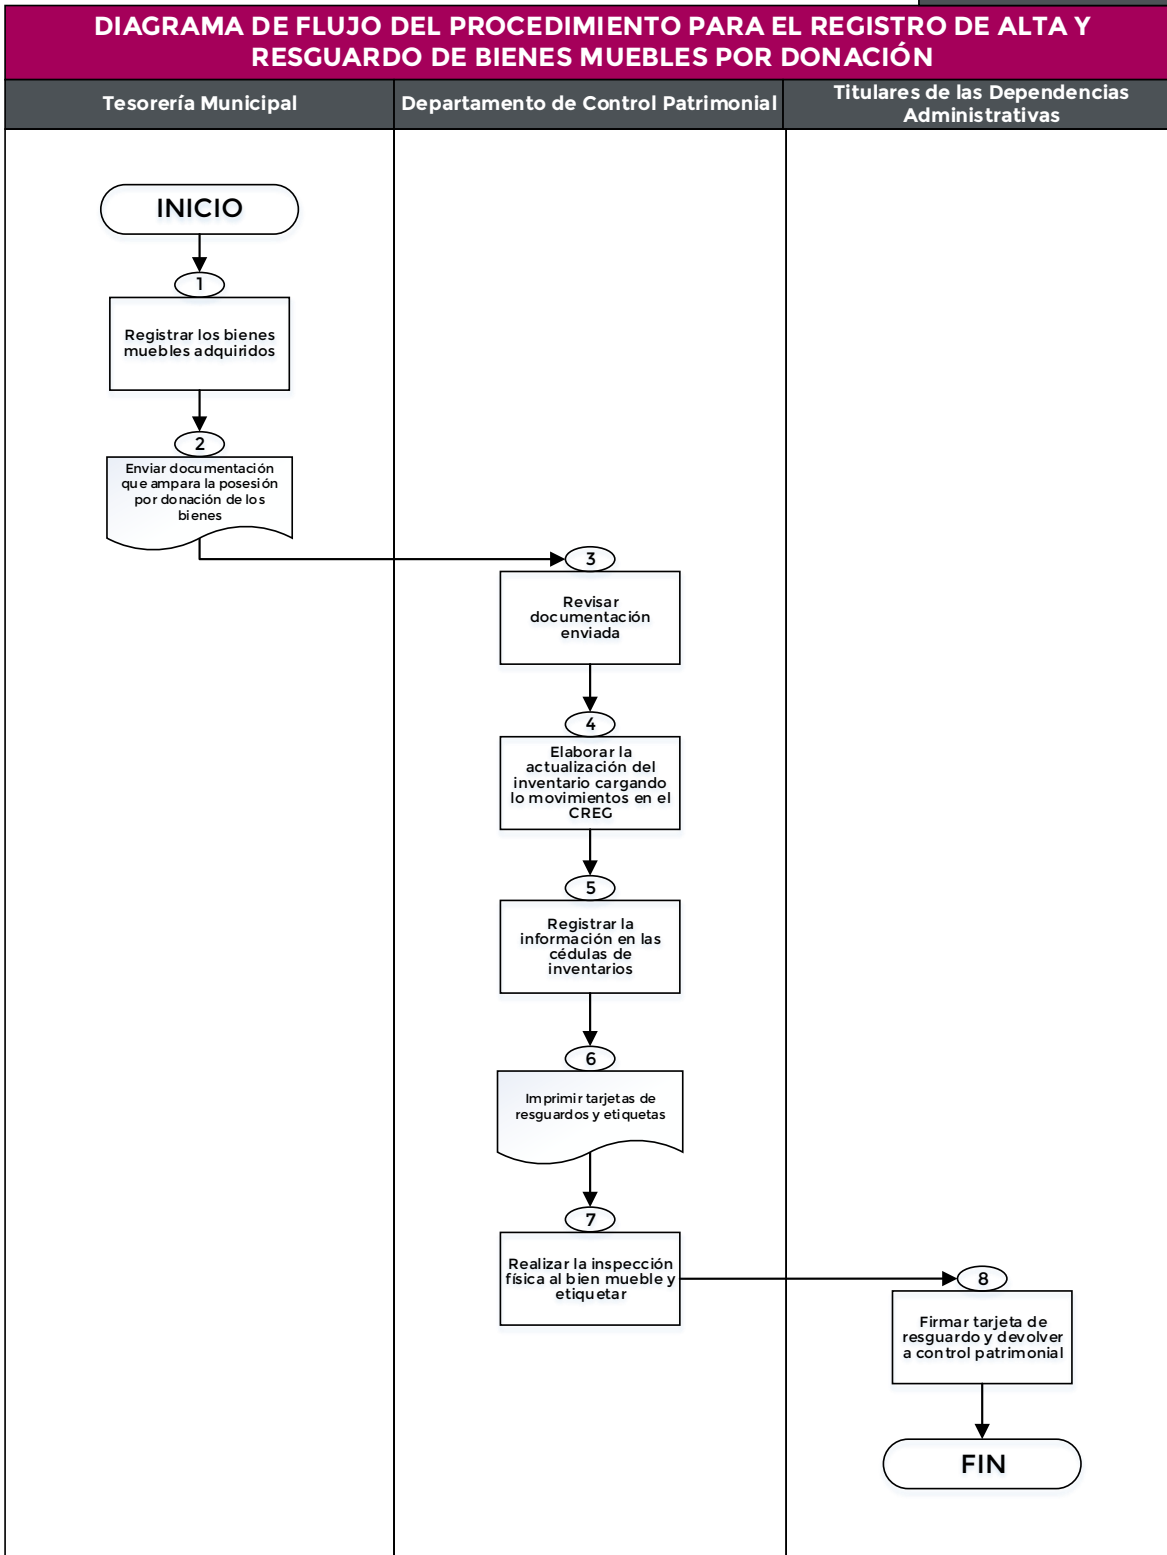 DIAGRAMA DE FLUJO DEL PROCEDIMIENTO PARA EL REGISTRO DE ALTA Y
RESGUARDO DE BIENES MUEBLES POR DONACIÓN
Tesorería Municipal
Departamento de Control Patrimonial
Titulares de las Dependencias
Administrativas
INICIO
1
Registrar los bienes
muebles adquiridos
2
Enviar documentación
que ampara la posesión
por donación de los
bienes
3
Revisar
documentación
enviada
4
Elaborar la
actualización del
inventario cargando
lo movimientos en el
CREG
5
Registrar la
información en las
cédulas de
inventarios
6
Imprimir tarjetas de
resguardos y etiquetas
7
Realizar la inspección
física al bien mueble y
etiquetar
8
Firmar tarjeta de
resguardo y devolver
a control patrimonial
FIN